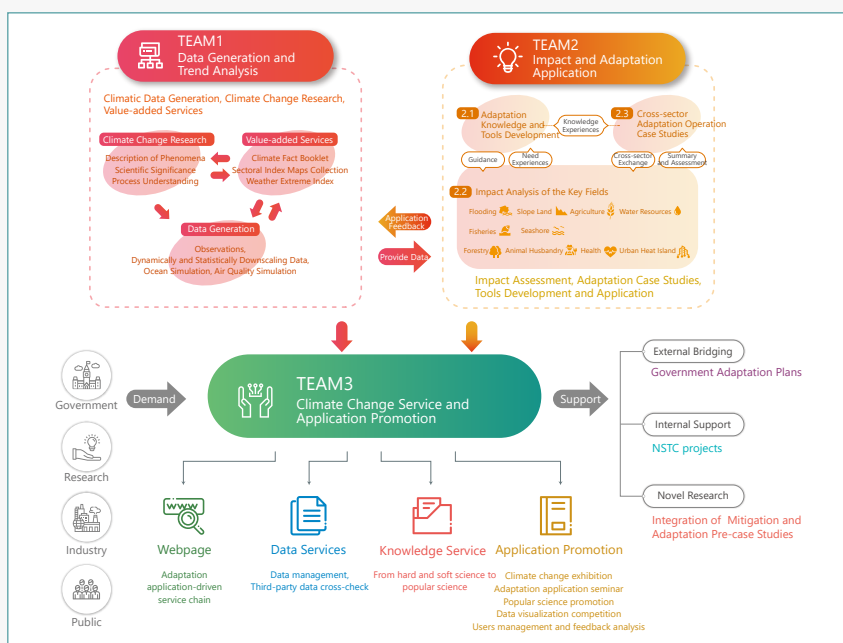 TEAM1
Data Generation and
Trend Analysis
Climatic Data Generation, Climate Change Research,
Value-added Services
Climate Change Research
Description of Phenomena
Scientific Significance
Process Understanding
Value-added Services
Climate Fact Booklet
Sectoral Index Maps Collection
Weather Extreme Index
Data Generation
Observations,
Dynamically and Statistically Downscaling Data,
Ocean Simulation, Air Quality Simulation
Application
Feedback
Provide Data
TEAM2
Impact and Adaptation
Application
2.1 Adaptation
Knowledge and
Tools Development
Knowledge
Experiences
2.3 Cross-sector
Adaptation Operation
Case Studies
Guidance
Need
Experiences
Cross-sector
Exchange
Summary
and Assessment
2.2 Impact Analysis of the Key Fields
Flooding Slope Land Agriculture Water Resources
Fisheries Seashore
Forestry Animal Husbandry Health Urban Heat Island
Impact Assessment, Adaptation Case Studies,
Tools Development and Application
Government
Research
Industry
Public
Demand
TEAM3
Climate Change Service and
Application Promotion
Support
External Bridging
Government Adaptation Plans
Internal Support
NSTC projects
Novel Research
Integration of Mitigation and
Adaptation Pre-case Studies
www
Webpage
Adaptation
application-driven
service chain
Data Services
Data management,
Third-party data cross-check
Knowledge Service
From hard and soft science to
popular science
Application Promotion
Climate change exhibition
Adaptation application seminar
Popular science promotion
Data visualization competition
Users management and feedback analysis